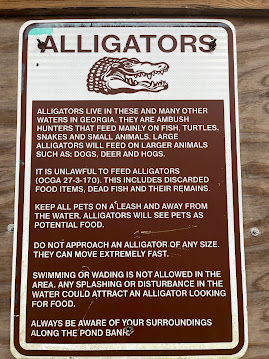 ALLIGATORS
ALLIGATORS LIVE IN THESE AND MANY OTHER
WATERS IN GEORGIA. THEY ARE AMBUSH
HUNTERS THAT FEED MAINLY ON FISH, TURTLES,
SNAKES AND SMALL ANIMALS. LARGE
ALLIGATORS WILL FEED ON LARGER ANIMALS
SUCH AS: DOGS, DEER AND HOGS.
IT IS UNLAWFUL TO FEED ALLIGATORS
(OCGA 27-3-170). THIS INCLUDES DISCARDED
FOOD ITEMS, DEAD FISH AND THEIR REMAINS.
KEEP ALL PETS ON A LEASH AND AWAY FROM
THE WATER. ALLIGATORS WILL SEE PETS AS
POTENTIAL FOOD.
DO NOT APPROACH AN ALLIGATOR OF ANY SIZE.
THEY CAN MOVE EXTREMELY FAST.
SWIMMING OR WADING IS NOT ALLOWED IN THE
AREA. ANY SPLASHING OR DISTURBANCE IN THE
WATER COULD ATTRACT AN ALLIGATOR LOOKING
FOR FOOD.
ALWAYS BE AWARE OF YOUR SURROUNDINGS
ALONG THE POND BANK.